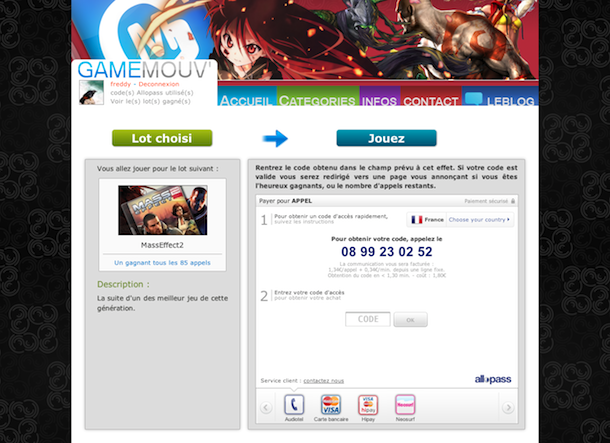 GAMEMOUV'
freddy - Deconnexion
code(s) Allopass utilisé(s)
Voir le(s) lot(s) gagné(s)
ACCUEIL CATEGORIES INFOS CONTACT LEBLOG
Lot choisi
Jouez
Vous allez jouer pour le lot suivant :
MASS EFFECT
MassEffect2
Un gagnant tous les 85 appels
Description :
La suite d'un des meilleur jeu de cette
génération.
Rentrez le code obtenu dans le champ prévu à cet effet. Si votre code est
valide vous serez redirigé vers une page vous annonçant si vous êtes
l'heureux gagnants, ou le nombre d'appels restants.
Payer pour APPEL
Paiement sécurisé
1 Pour obtenir un code d'accès rapidement,
suivez les instructions
France
Choose your country
Pour obtenir votre code, appelez le
08 99 23 02 52
La communication vous sera facturée :
1,34€/appel + 0,34€/min. depuis une ligne fixe.
Obtention du code en < 1,30 min. - coût : 1,80€
2 Entrez votre code d'accès
pour obtenir votre achat
CODE
OK
Service client : contactez nous
allopass
VISA
VISA
Hipay
Neosurf
Audiotel
Carte bancaire
Hipay
Neosurf